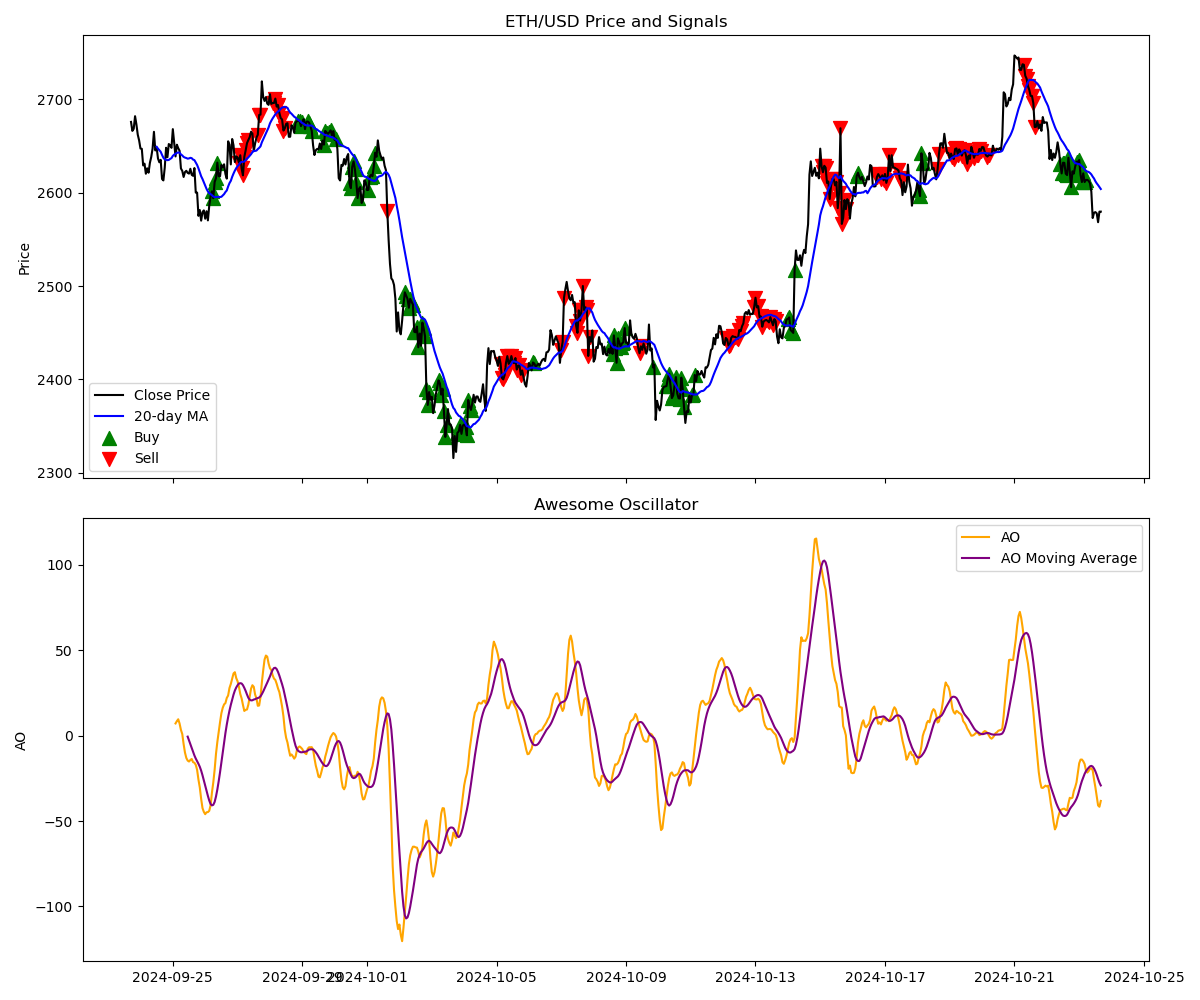 ETH/USD Price and Signals
Price
2700
2600
2500
2400
2300
Close Price
20-day MA
Buy
Sell
Awesome Oscillator
AO
100
50
0
−50
−100
AO
AO Moving Average
2024-09-25
2024-09-29
2024-10-01
2024-10-05
2024-10-09
2024-10-13
2024-10-17
2024-10-21
2024-10-25